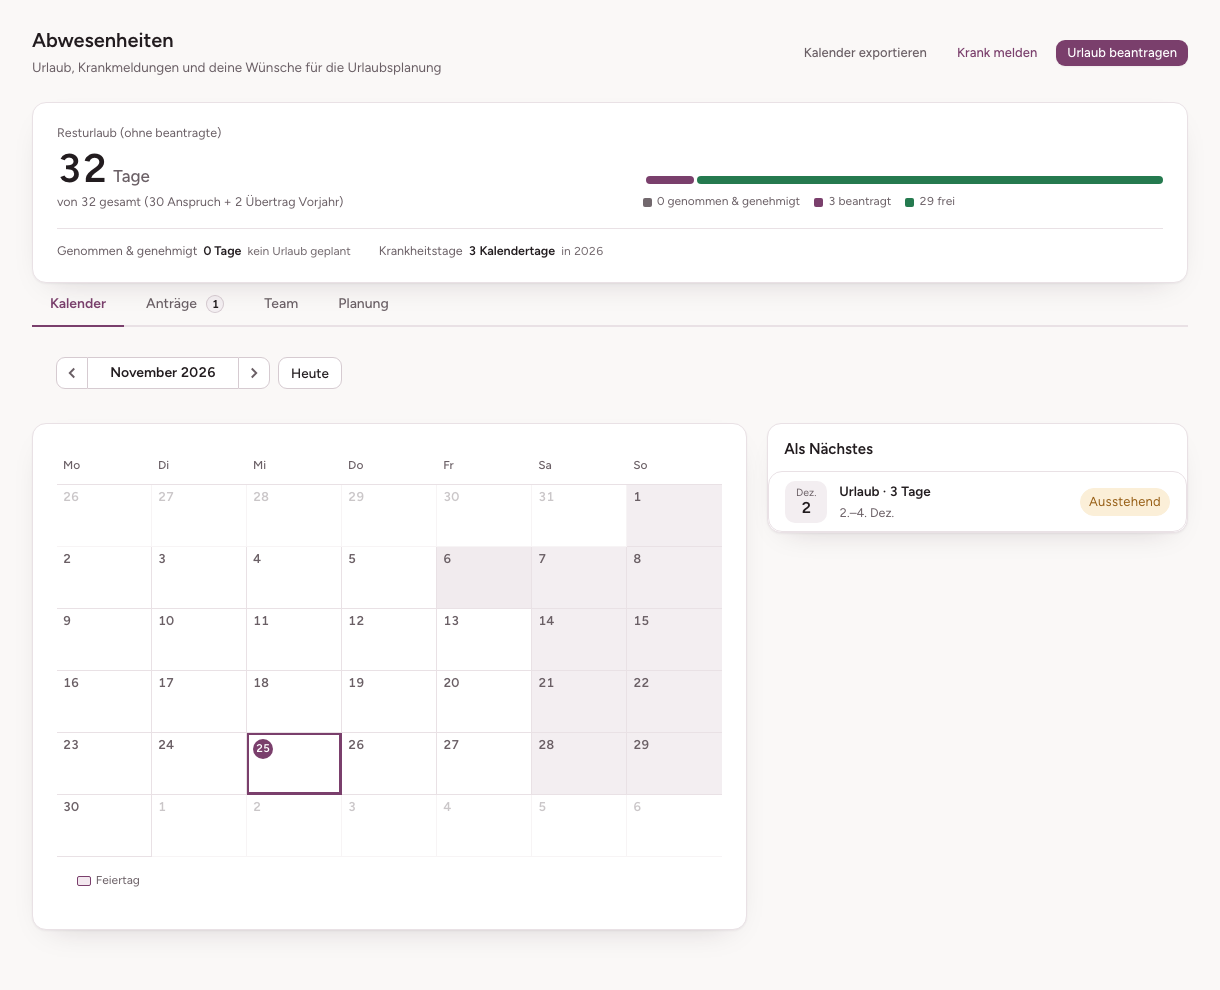 Abwesenheiten
Urlaub, Krankmeldungen und deine Wünsche für die Urlaubsplanung
Kalender exportieren
Krank melden
Urlaub beantragen
Resturlaub (ohne beantragte)
32 Tage
von 32 gesamt (30 Anspruch + 2 Übertrag Vorjahr)
0 genommen & genehmigt 3 beantragt 29 frei
Genommen & genehmigt 0 Tage kein Urlaub geplant Krankheitstage 3 Kalendertage in 2026
Kalender Anträge 1 Team Planung
November 2026 Heute
Mo Di Mi Do Fr Sa So
26 27 28 29 30 31 1
2 3 4 5 6 7 8
9 10 11 12 13 14 15
16 17 18 19 20 21 22
23 24 25 26 27 28 29
30 1 2 3 4 5 6
Feiertag
Als Nächstes
Dez.
2
Urlaub · 3 Tage
2.–4. Dez.
Ausstehend